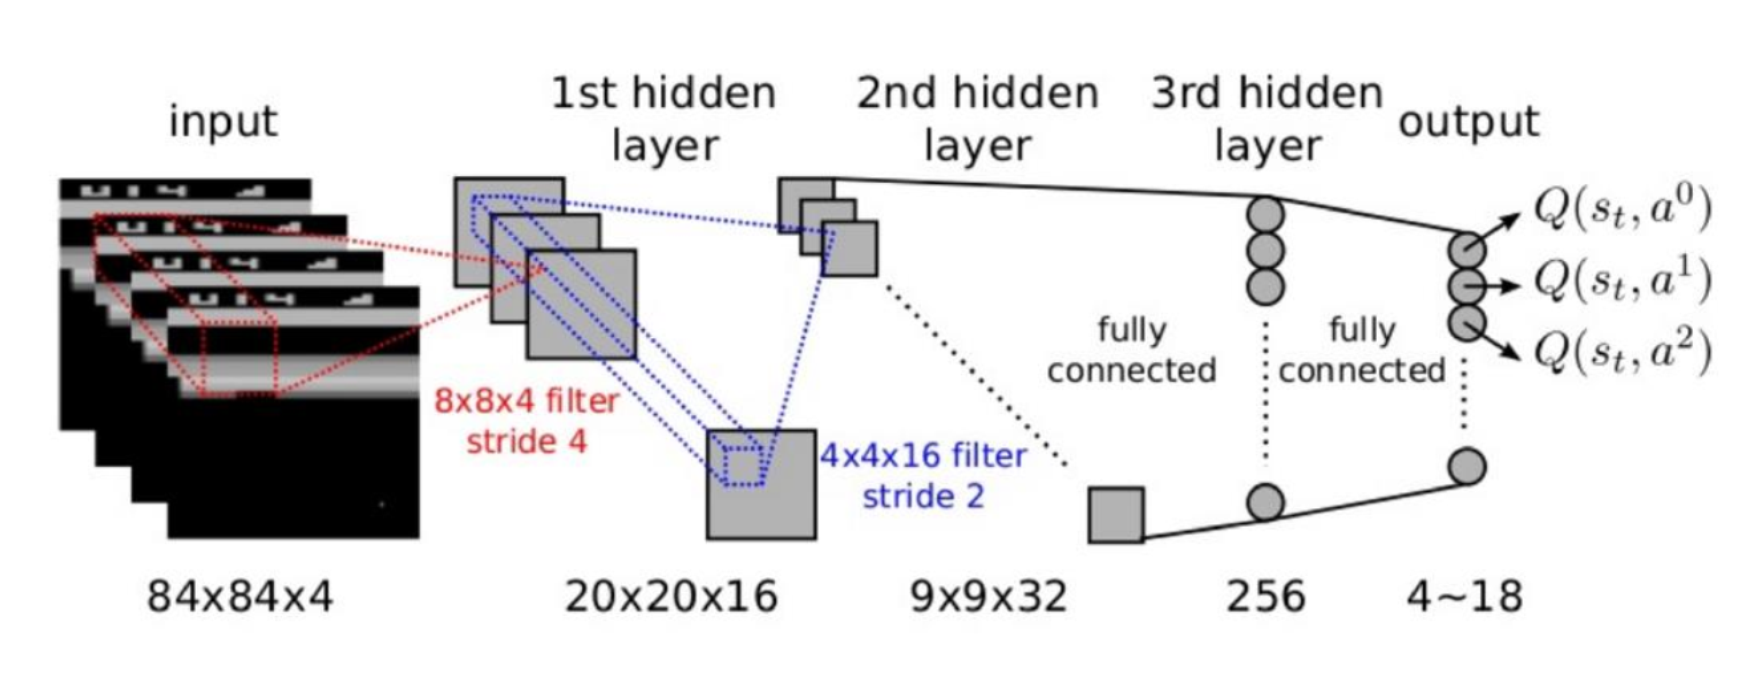 input
1st hidden
layer
2nd hidden
layer
3rd hidden
layer
output
8x8x4 filter
stride 4
4x4x16 filter
stride 2
fully
connected
fully
connected
Q(s_t, a^0)
Q(s_t, a^1)
Q(s_t, a^2)
84x84x4
20x20x16
9x9x32
256
4~18